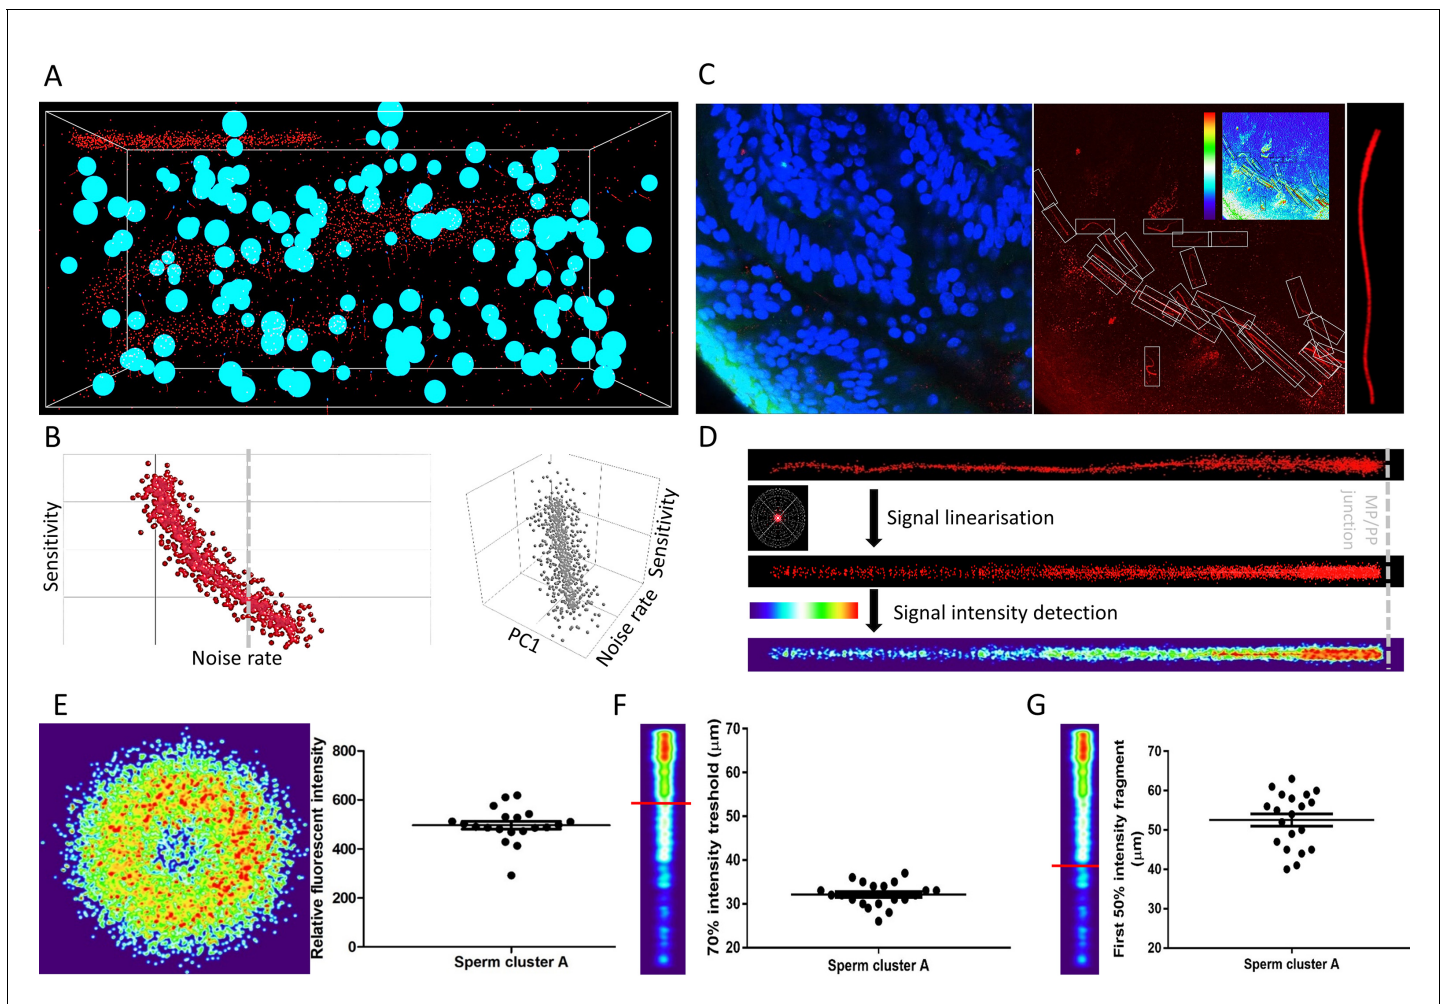 A
C
B
Sensitivity
Noise rate
PC1
Noise rate
Sensitivity
D
Signal linearisation
MP/PP
junction
Signal intensity detection
E
Relative fluorescent intensity
800
600
400
200
0
Sperm cluster A
F
70% intensity treshold (μm)
70
60
50
40
30
20
Sperm cluster A
G
First 50% intensity fragment
(μm)
70
60
50
40
30
20
Sperm cluster A